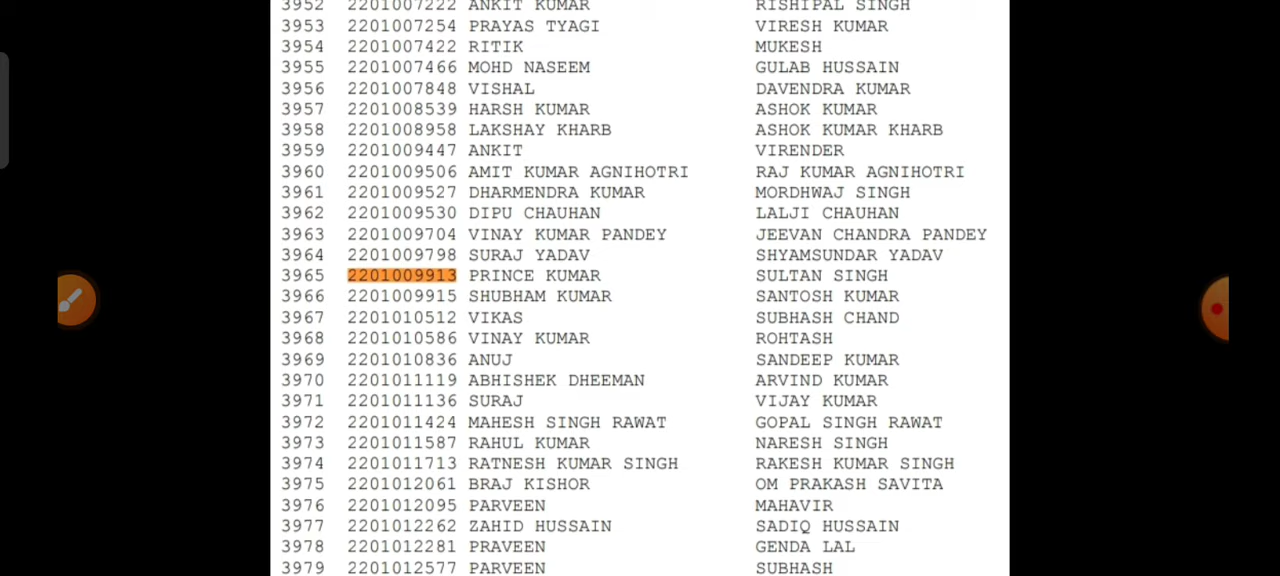 3952 2201007222 ANKIT KUMAR RISHIPAL SINGH
3953 2201007254 PRAYAS TYAGI VIRESH KUMAR
3954 2201007422 RITIK MUKESH
3955 2201007466 MOHD NASEEM GULAB HUSSAIN
3956 2201007848 VISHAL DAVENDRA KUMAR
3957 2201008539 HARSH KUMAR ASHOK KUMAR
3958 2201008958 LAKSHAY KHARB ASHOK KUMAR KHARB
3959 2201009447 ANKIT VIRENDER
3960 2201009506 AMIT KUMAR AGNIHOTRI RAJ KUMAR AGNIHOTRI
3961 2201009527 DHARMENDRA KUMAR MORDHWAJ SINGH
3962 2201009530 DIPU CHAUHAN LALJI CHAUHAN
3963 2201009704 VINAY KUMAR PANDEY JEEVAN CHANDRA PANDEY
3964 2201009798 SURAJ YADAV SHYAMSUNDAR YADAV
3965 2201009913 PRINCE KUMAR SULTAN SINGH
3966 2201009915 SHUBHAM KUMAR SANTOSH KUMAR
3967 2201010512 VIKAS SUBHASH CHAND
3968 2201010586 VINAY KUMAR ROHTASH
3969 2201010836 ANUJ SANDEEP KUMAR
3970 2201011119 ABHISHEK DHEEMAN ARVIND KUMAR
3971 2201011136 SURAJ VIJAY KUMAR
3972 2201011424 MAHESH SINGH RAWAT GOPAL SINGH RAWAT
3973 2201011587 RAHUL KUMAR NARESH SINGH
3974 2201011713 RATNESH KUMAR SINGH RAKESH KUMAR SINGH
3975 2201012061 BRAJ KISHOR OM PRAKASH SAVITA
3976 2201012095 PARVEEN MAHAVIR
3977 2201012262 ZAHID HUSSAIN SADIQ HUSSAIN
3978 2201012281 PRAVEEN GENDA LAL
3979 2201012577 PARVEEN SUBHASH